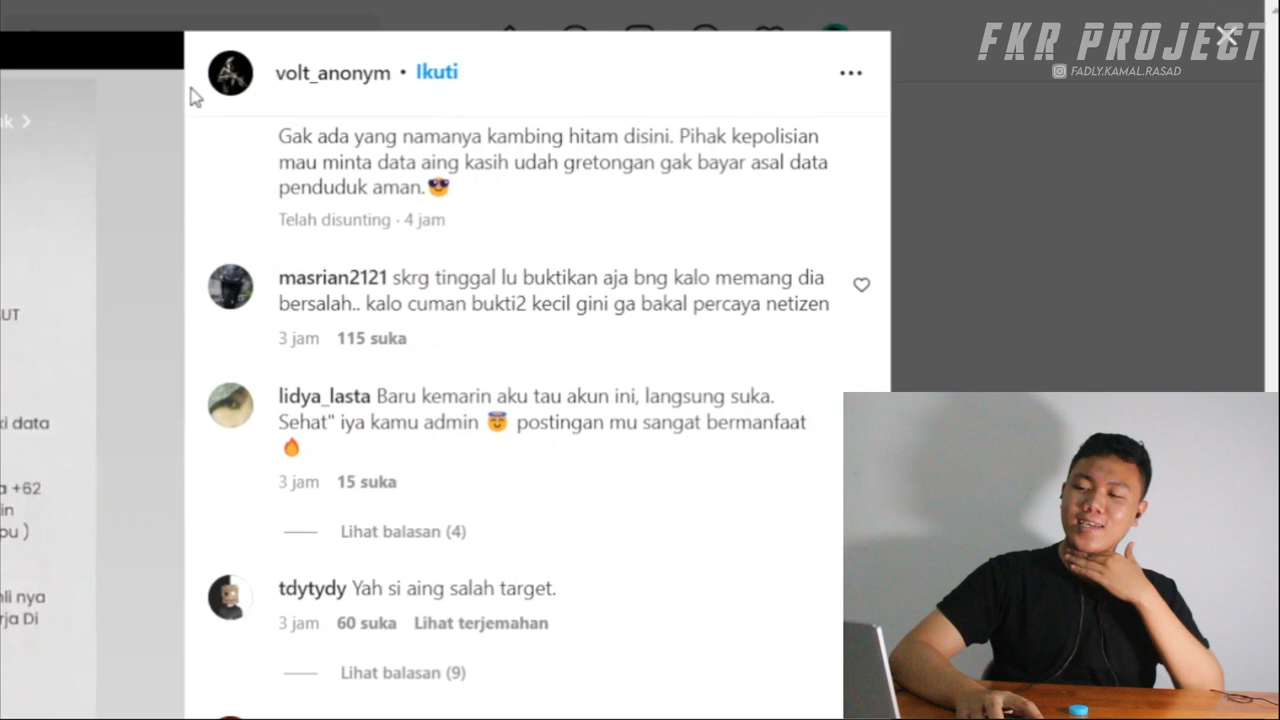 FKR PROJECT
FADLY.KAMAL.RASAD
volt_anonym • Ikuti
Gak ada yang namanya kambing hitam disini. Pihak kepolisian
mau minta data aing kasih udah gretongan gak bayar asal data
penduduk aman.😎
Telah disunting · 4 jam
masrian2121 skrg tinggal lu buktikan aja bng kalo memang dia
bersalah.. kalo cuman bukti2 kecil gini ga bakal percaya netizen
3 jam 115 suka
lidya_lasta Baru kemarin aku tau akun ini, langsung suka.
Sehat" iya kamu admin 😇 postingan mu sangat bermanfaat
🔥
3 jam 15 suka
Lihat balasan (4)
tdytydy Yah si aing salah target.
3 jam 60 suka Lihat terjemahan
Lihat balasan (9)
k
UT
data
+62
in
)
nya
Di